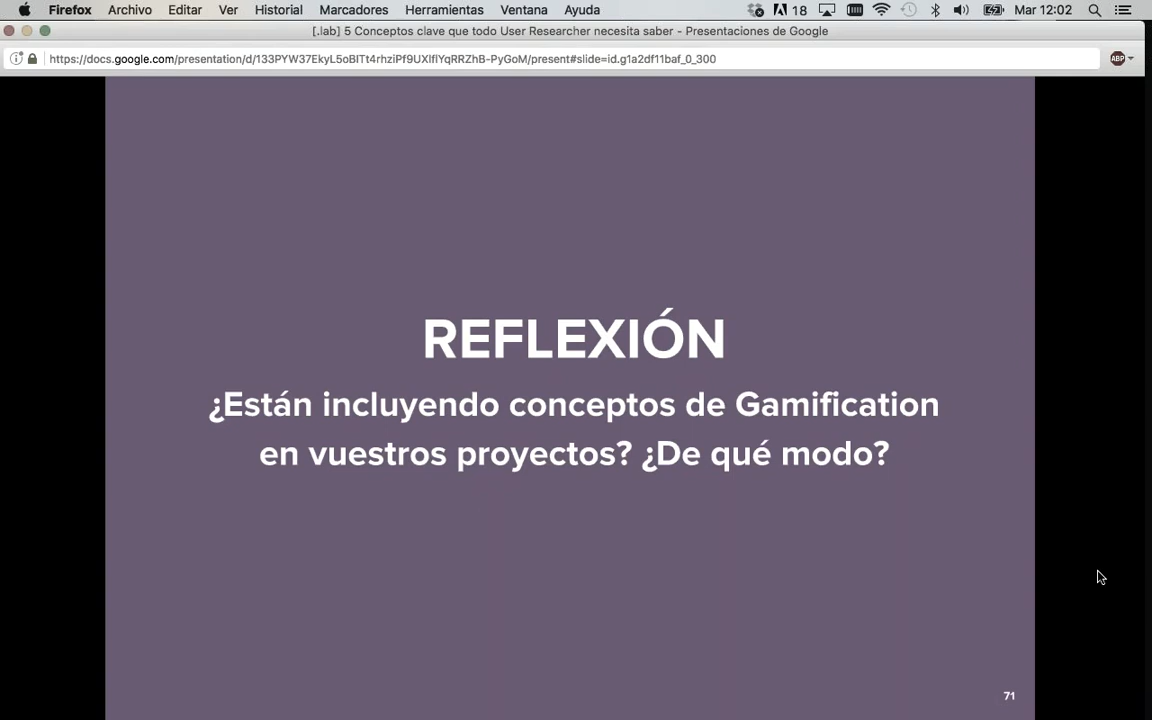 Firefox Archivo Editar Ver Historial Marcadores Herramientas Ventana Ayuda 18 Mar 12:02
[.lab] 5 Conceptos clave que todo User Researcher necesita saber - Presentaciones de Google
https://docs.google.com/presentation/d/133PYW37EkyL5oBITt4rhziPf9UXIfIYqRRZhB-PyGoM/present#slide=id.g1a2df11baf_0_300
ABP
REFLEXIÓN
¿Están incluyendo conceptos de Gamification
en vuestros proyectos? ¿De qué modo?
71